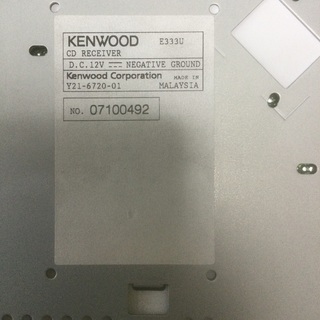 KENWOOD E333U
CD RECEIVER
D.C.12V NEGATIVE GROUND
Kenwood Corporation MADE IN
Y21-6720-01 MALAYSIA
NO. 07100492